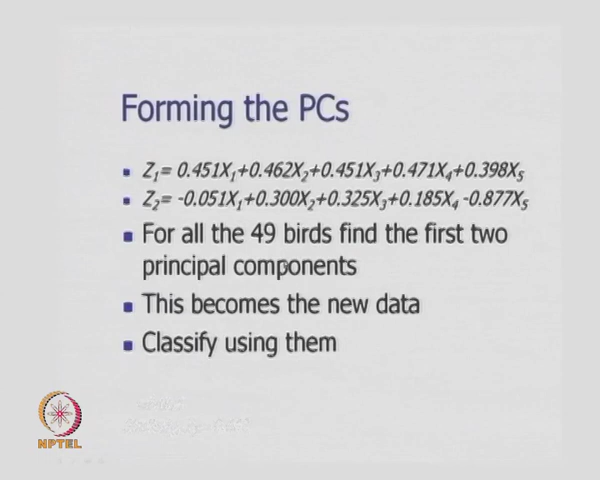 Forming the PCs
Z₁= 0.451X₁+0.462X₂+0.451X₃+0.471X₄+0.398X₅
Z₂= -0.051X₁+0.300X₂+0.325X₃+0.185X₄ -0.877X₅
For all the 49 birds find the first two
principal components
This becomes the new data
Classify using them
NPTEL